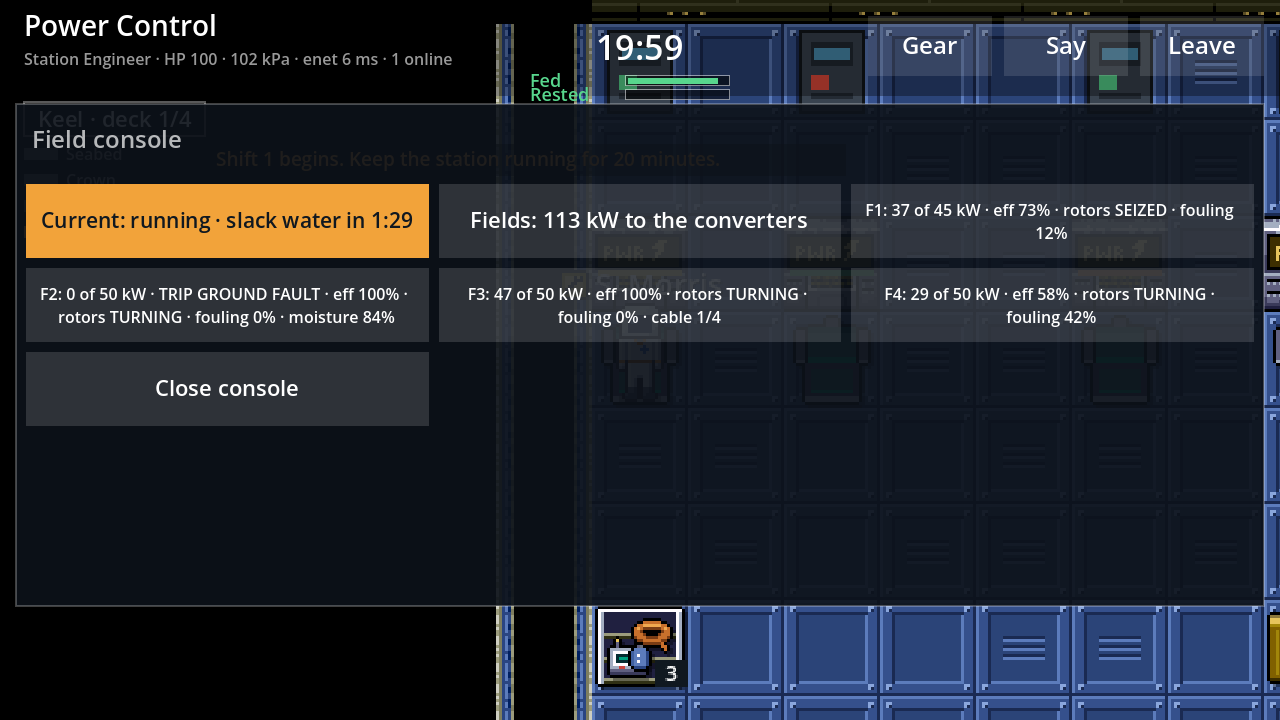 Power Control
Station Engineer · HP 100 · 102 kPa · enet 6 ms · 1 online
19:59
Gear
Say
Leave
Fed
Rested
Keel · deck 1/4
Field console
Seabed
Crown
Shift 1 begins. Keep the station running for 20 minutes.
Current: running · slack water in 1:29
Fields: 113 kW to the converters
F1: 37 of 45 kW · eff 73% · rotors SEIZED · fouling
12%
PWR
PWR
PWR
F2: 0 of 50 kW · TRIP GROUND FAULT · eff 100% ·
rotors TURNING · fouling 0% · moisture 84%
F3: 47 of 50 kW · eff 100% · rotors TURNING ·
fouling 0% · cable 1/4
F4: 29 of 50 kW · eff 58% · rotors TURNING ·
fouling 42%
Close console
3